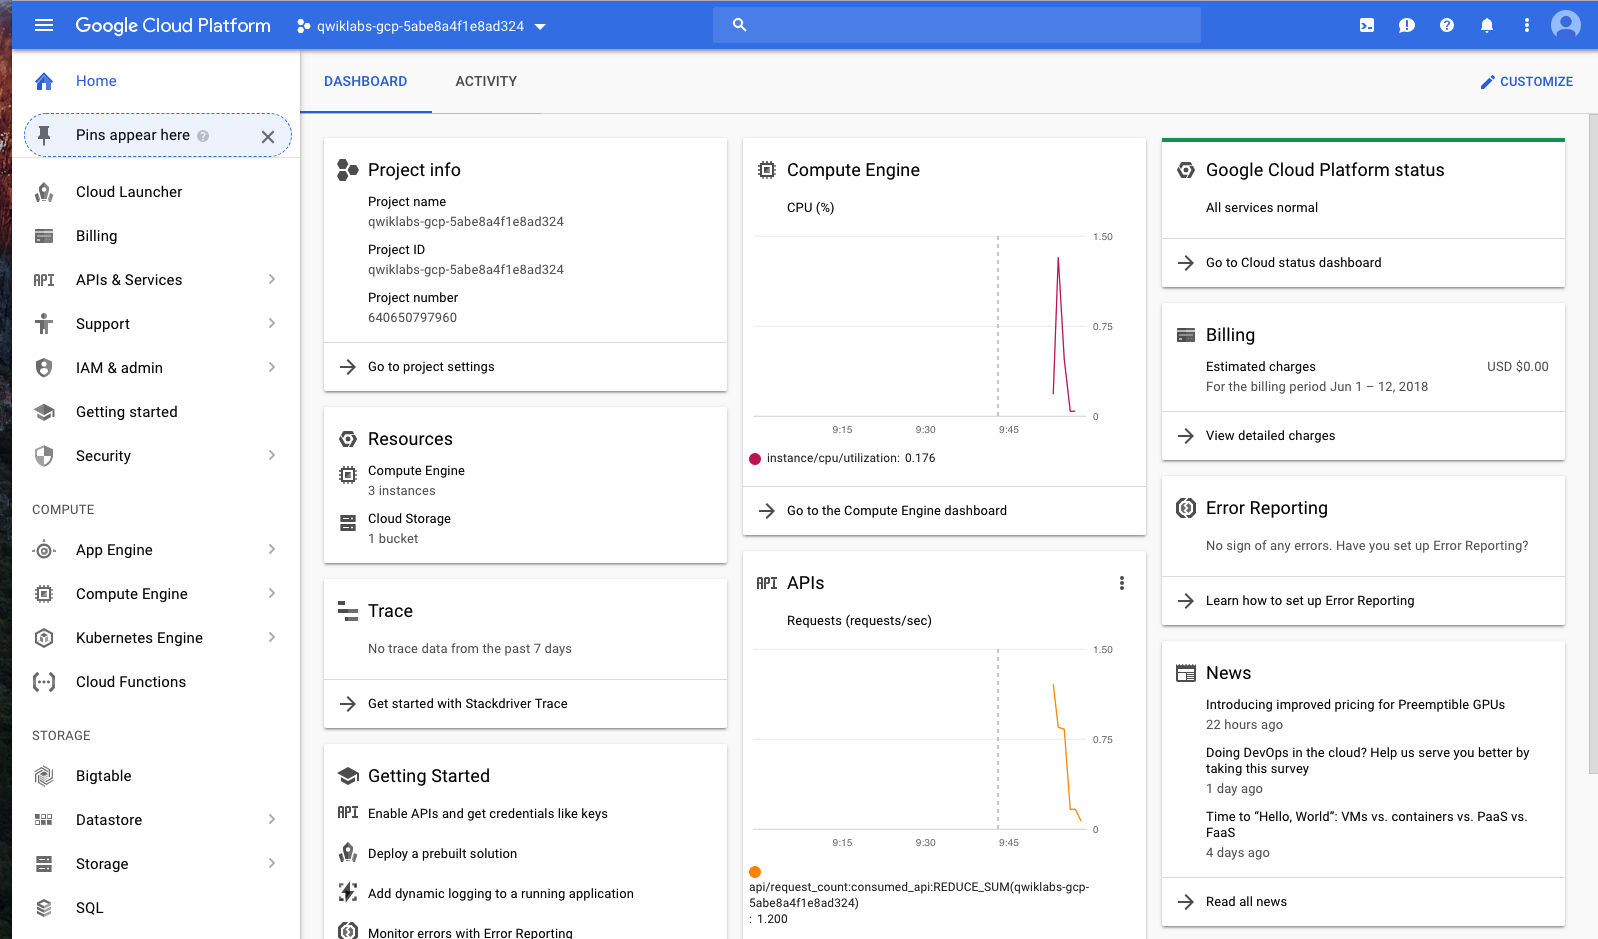 Google Cloud Platform
qwiklabs-gcp-5abe8a4f1e8ad324
Home
Pins appear here
Cloud Launcher
Billing
API
APIs & Services
Support
IAM & admin
Getting started
Security
COMPUTE
App Engine
Compute Engine
Kubernetes Engine
Cloud Functions
STORAGE
Bigtable
Datastore
Storage
SQL
DASHBOARD
ACTIVITY
CUSTOMIZE
Project info
Project name
qwiklabs-gcp-5abe8a4f1e8ad324
Project ID
qwiklabs-gcp-5abe8a4f1e8ad324
Project number
640650797960
Go to project settings
Resources
Compute Engine
3 instances
Cloud Storage
1 bucket
Trace
No trace data from the past 7 days
Get started with Stackdriver Trace
Getting Started
API
Enable APIs and get credentials like keys
Deploy a prebuilt solution
Add dynamic logging to a running application
Monitor errors with Error Reporting
Compute Engine
CPU (%)
1.50
0.75
0
9:15
9:30
9:45
instance/cpu/utilization: 0.176
Go to the Compute Engine dashboard
API
APIs
Requests (requests/sec)
1.50
0.75
0
9:15
9:30
9:45
api/request_count:consumed_api:REDUCE_SUM(qwiklabs-gcp-
5abe8a4f1e8ad324)
: 1.200
Google Cloud Platform status
All services normal
Go to Cloud status dashboard
Billing
Estimated charges
USD $0.00
For the billing period Jun 1 – 12, 2018
View detailed charges
Error Reporting
No sign of any errors. Have you set up Error Reporting?
Learn how to set up Error Reporting
News
Introducing improved pricing for Preemptible GPUs
22 hours ago
Doing DevOps in the cloud? Help us serve you better by
taking this survey
1 day ago
Time to “Hello, World”: VMs vs. containers vs. PaaS vs.
FaaS
4 days ago
Read all news